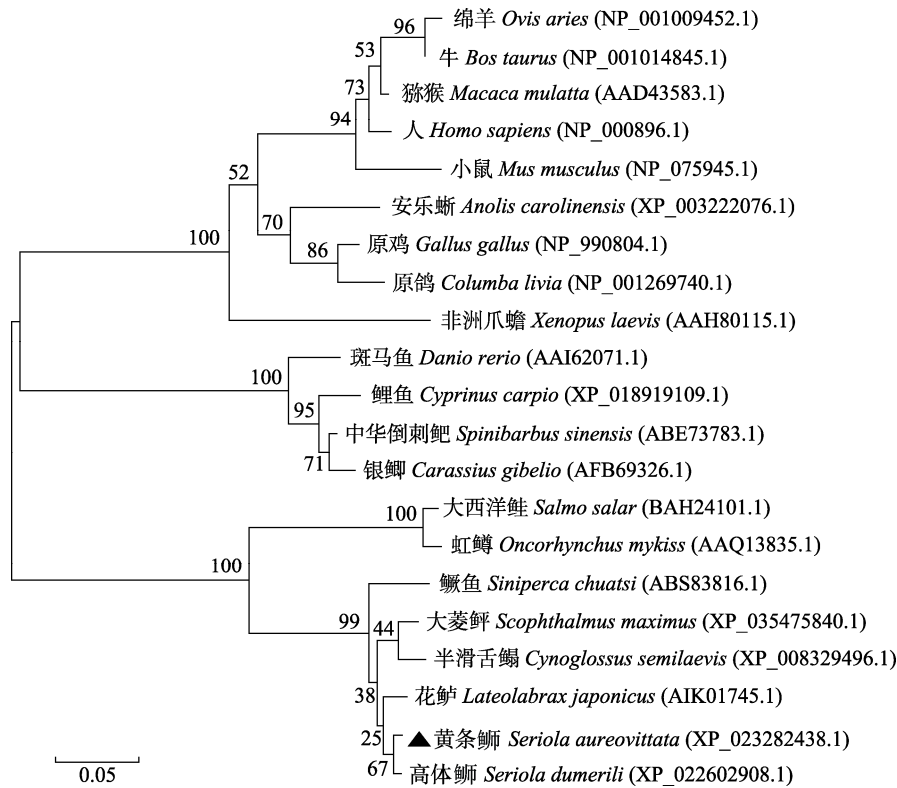 96
绵羊 Ovis aries (NP_001009452.1)
53
牛 Bos taurus (NP_001014845.1)
73
猕猴 Macaca mulatta (AAD43583.1)
94
人 Homo sapiens (NP_000896.1)
小鼠 Mus musculus (NP_075945.1)
52
安乐蜥 Anolis carolinensis (XP_003222076.1)
70
100
86
原鸡 Gallus gallus (NP_990804.1)
原鸽 Columba livia (NP_001269740.1)
非洲爪蟾 Xenopus laevis (AAH80115.1)
斑马鱼 Danio rerio (AAI62071.1)
100
鲤鱼 Cyprinus carpio (XP_018919109.1)
95
中华倒刺鲃 Spinibarbus sinensis (ABE73783.1)
71
银鲫 Carassius gibelio (AFB69326.1)
大西洋鲑 Salmo salar (BAH24101.1)
100
虹鳟 Oncorhynchus mykiss (AAQ13835.1)
100
鳜鱼 Siniperca chuatsi (ABS83816.1)
99
44
大菱鲆 Scophthalmus maximus (XP_035475840.1)
半滑舌鳎 Cynoglossus semilaevis (XP_008329496.1)
38
花鲈 Lateolabrax japonicus (AIK01745.1)
25
▲黄条鰤 Seriola aureovittata (XP_023282438.1)
67
高体鰤 Seriola dumerili (XP_022602908.1)
0.05